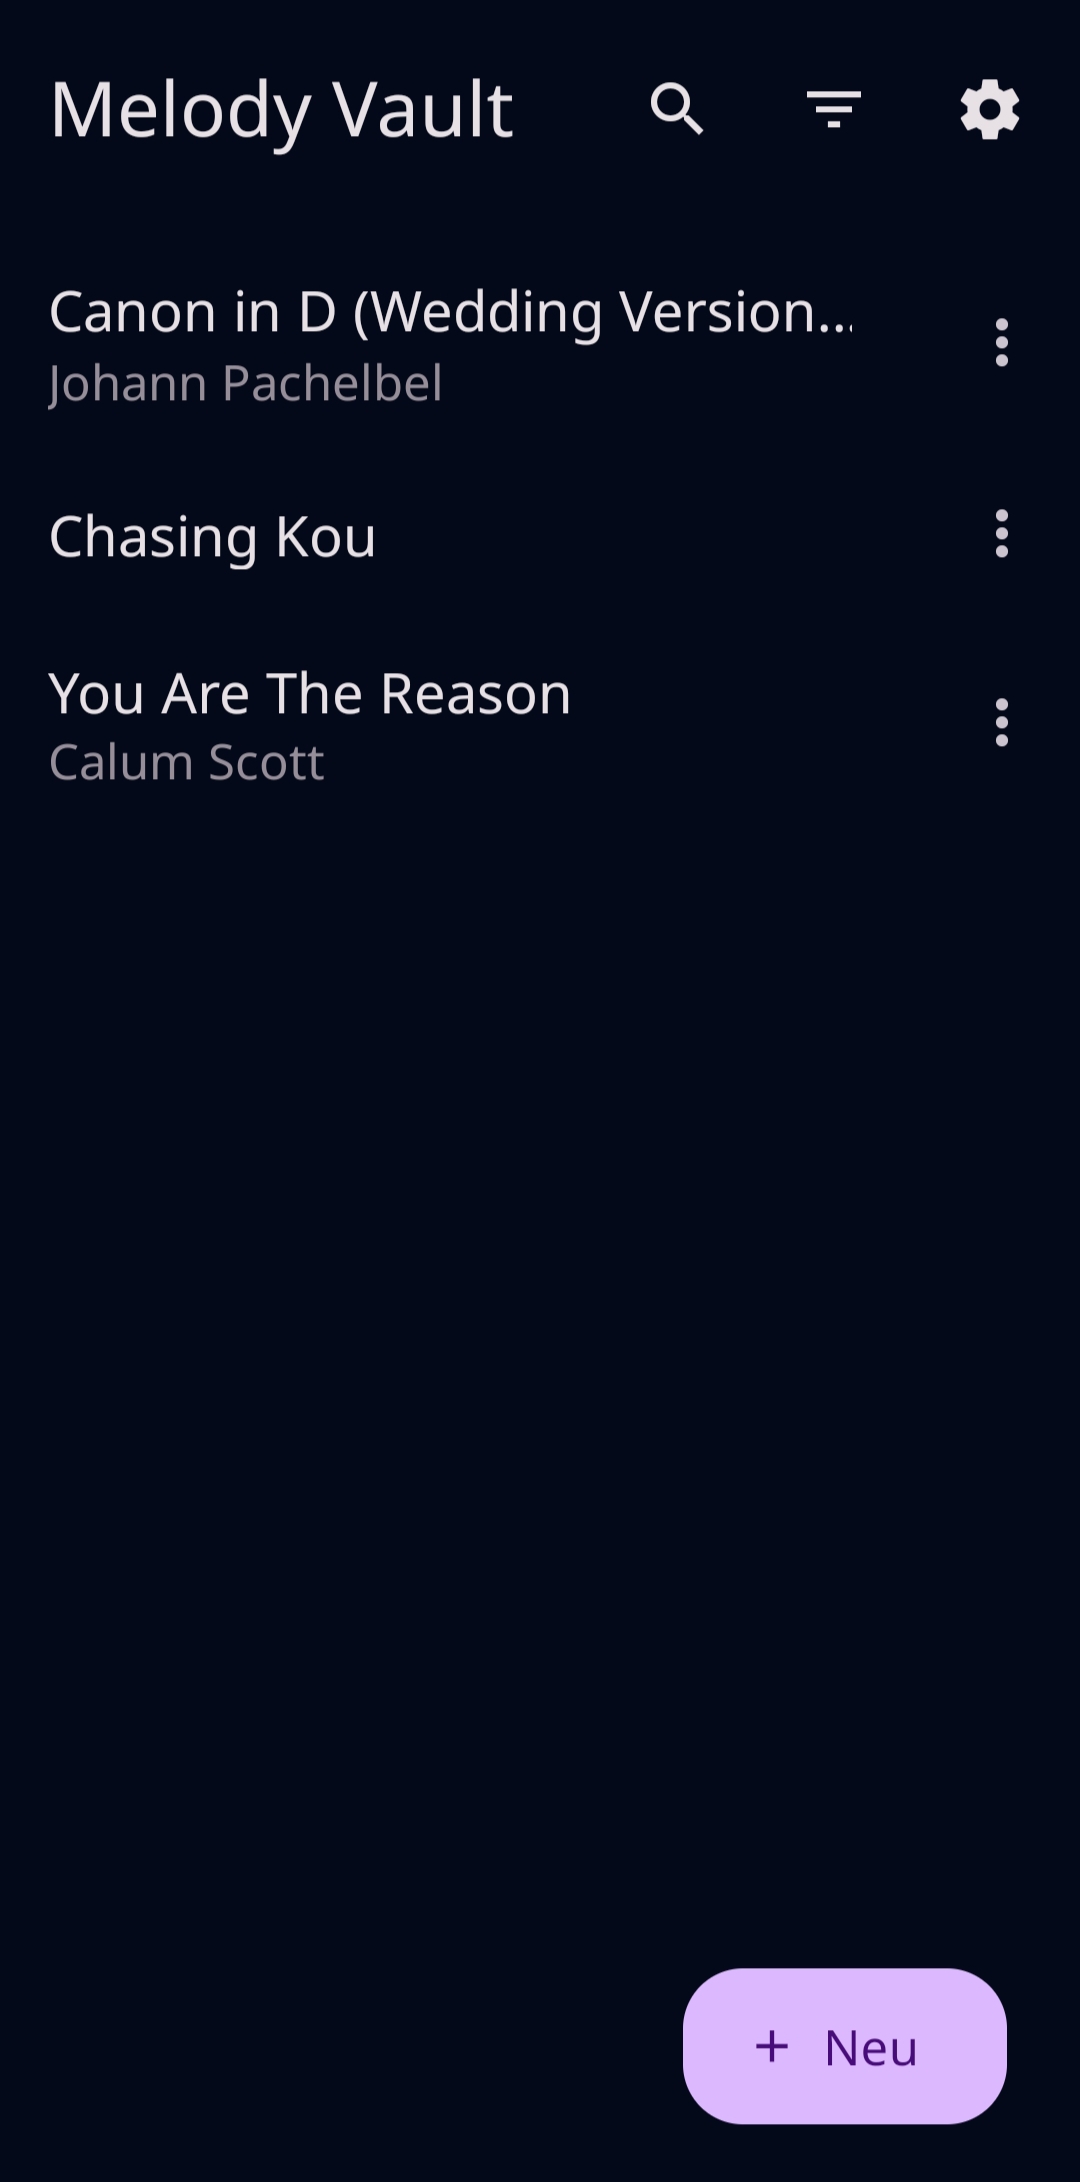 Melody Vault
Canon in D (Wedding Version...
Johann Pachelbel
Chasing Kou
You Are The Reason
Calum Scott
+ Neu